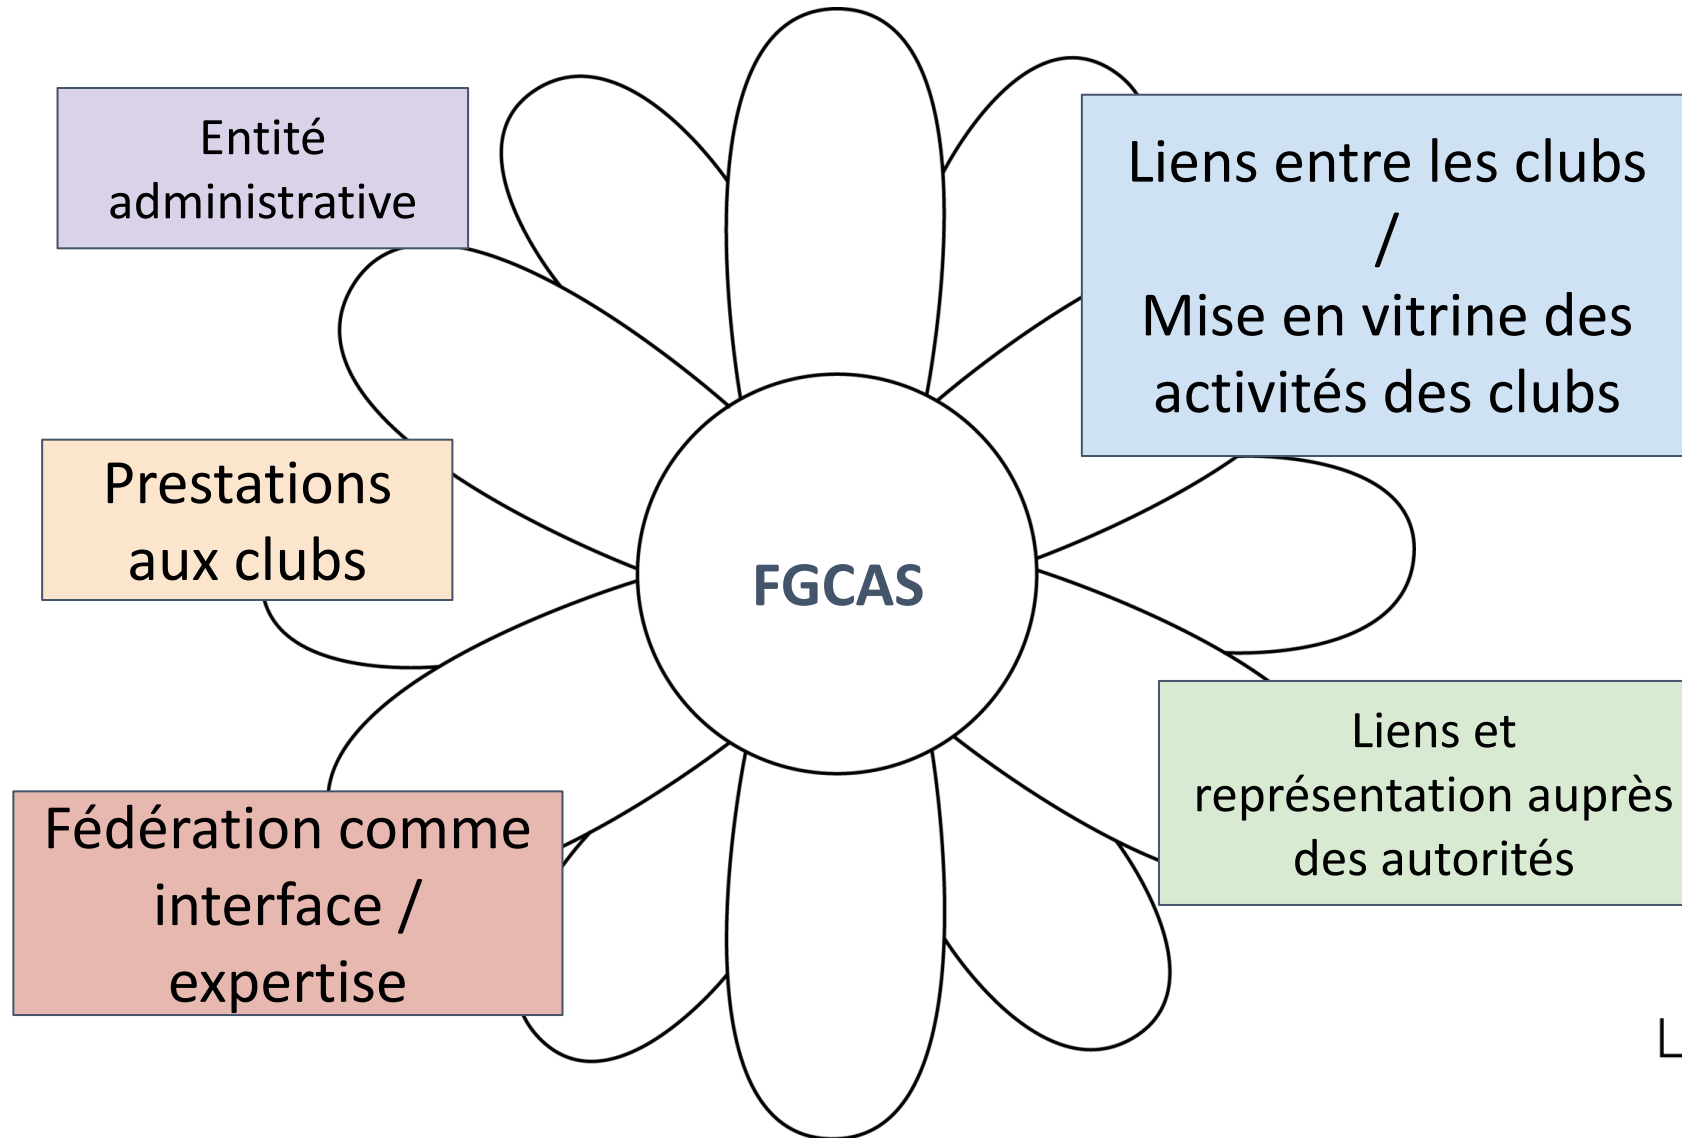 Entité
administrative
Liens entre les clubs
/
Mise en vitrine des
activités des clubs
Prestations
aux clubs
FGCAS
Fédération comme
interface /
expertise
Liens et
représentation auprès
des autorités
L